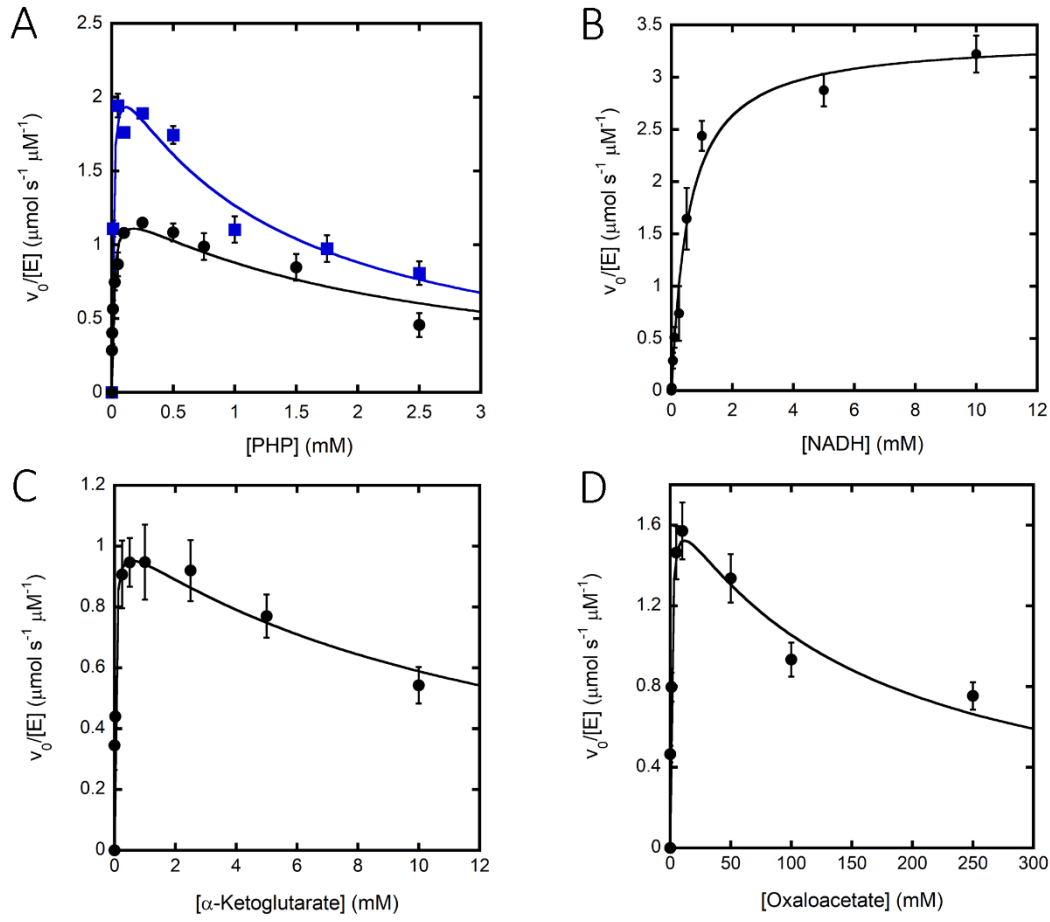 A
v₀/[E] (μmol s⁻¹ μM⁻¹)
2.5
2
1.5
1
0.5
0
0 0.5 1 1.5 2 2.5 3
[PHP] (mM)
B
v₀/[E] (μmol s⁻¹ μM⁻¹)
3.5
3
2.5
2
1.5
1
0.5
0
0 2 4 6 8 10 12
[NADH] (mM)
C
v₀/[E] (μmol s⁻¹ μM⁻¹)
1.2
1
0.8
0.6
0.4
0.2
0
0 2 4 6 8 10 12
[α-Ketoglutarate] (mM)
D
v₀/[E] (μmol s⁻¹ μM⁻¹)
1.6
1.2
0.8
0.4
0
0 50 100 150 200 250 300
[Oxaloacetate] (mM)